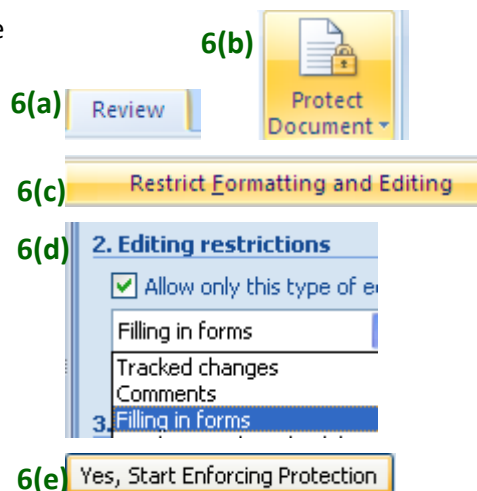 e
6(b)
6(a)
Review
Protect
Document
Restrict Formatting and Editing
6(c)
6(d)
2. Editing restrictions
Allow only this type of e
Filling in forms
Tracked changes
Comments
3.
Filling in forms
6(e)
Yes, Start Enforcing Protection